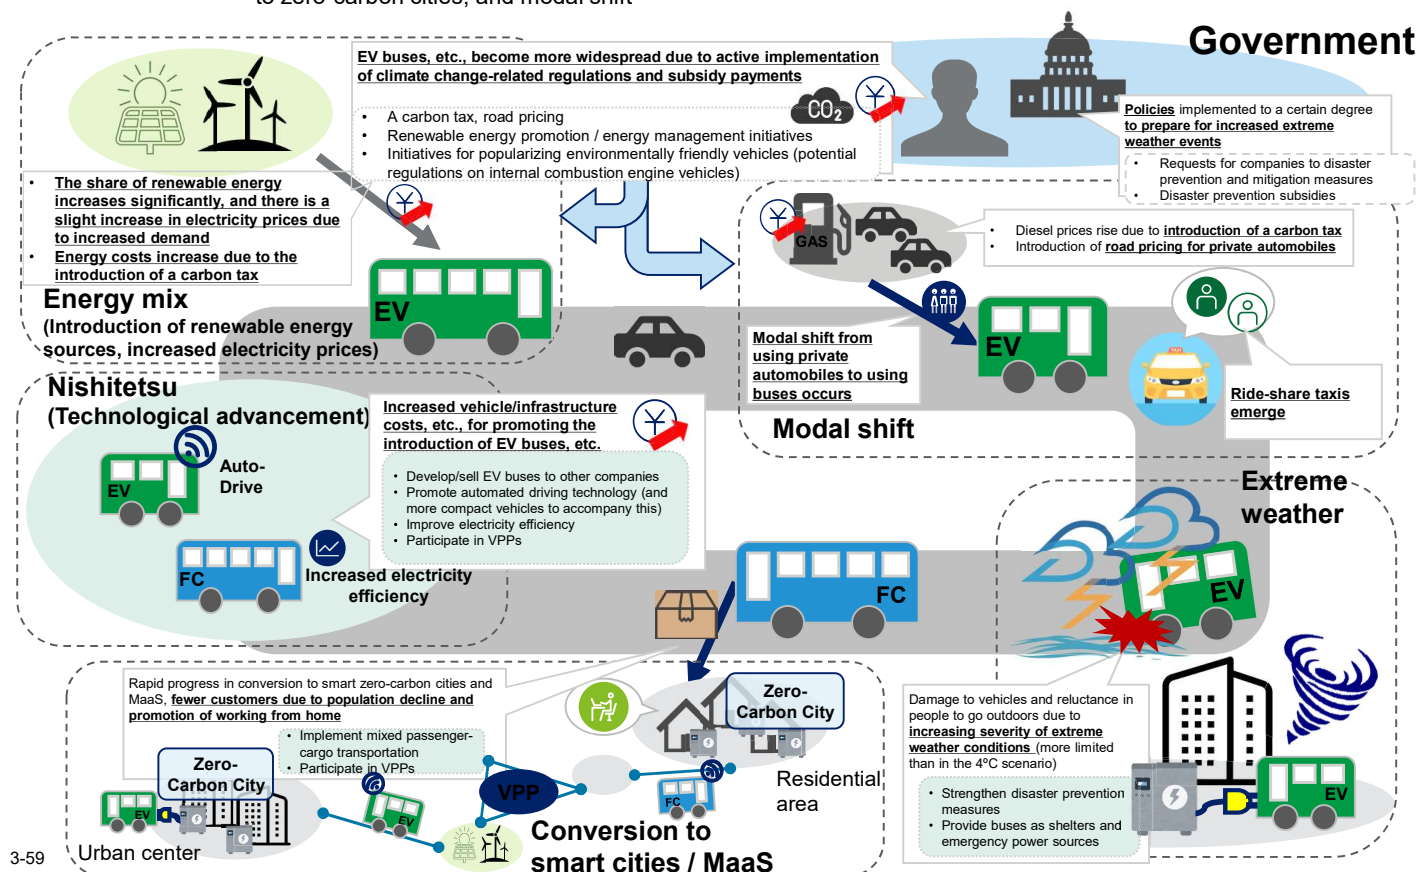 to zero-carbon cities, and modal shift
Government
EV buses, etc., become more widespread due to active implementation
of climate change-related regulations and subsidy payments
• A carbon tax, road pricing
• Renewable energy promotion / energy management initiatives
• Initiatives for popularizing environmentally friendly vehicles (potential
regulations on internal combustion engine vehicles)
CO2
¥
Policies implemented to a certain degree
to prepare for increased extreme
weather events
• Requests for companies to disaster
prevention and mitigation measures
• Disaster prevention subsidies
• The share of renewable energy
increases significantly, and there is a
slight increase in electricity prices due
to increased demand
• Energy costs increase due to the
introduction of a carbon tax
¥
EV
Energy mix
(Introduction of renewable energy
sources, increased electricity prices)
¥
GAS
• Diesel prices rise due to introduction of a carbon tax
• Introduction of road pricing for private automobiles
Modal shift from
using private
automobiles to using
buses occurs
EV
TAXI
Ride-share taxis
emerge
Modal shift
Nishitetsu
(Technological advancement)
EV
Auto-
Drive
FC
Increased electricity
efficiency
Increased vehicle/infrastructure
costs, etc., for promoting the
introduction of EV buses, etc.
¥
• Develop/sell EV buses to other companies
• Promote automated driving technology (and
more compact vehicles to accompany this)
• Improve electricity efficiency
• Participate in VPPs
FC
Extreme
weather
EV
Damage to vehicles and reluctance in
people to go outdoors due to
increasing severity of extreme
weather conditions (more limited
than in the 4ºC scenario)
• Strengthen disaster prevention
measures
• Provide buses as shelters and
emergency power sources
EV
Rapid progress in conversion to smart zero-carbon cities and
MaaS, fewer customers due to population decline and
promotion of working from home
• Implement mixed passenger-
cargo transportation
• Participate in VPPs
Zero-
Carbon City
Zero-
Carbon City
EV
EV
VPP
FC
Residential
area
Urban center
Conversion to
smart cities / MaaS
3-59